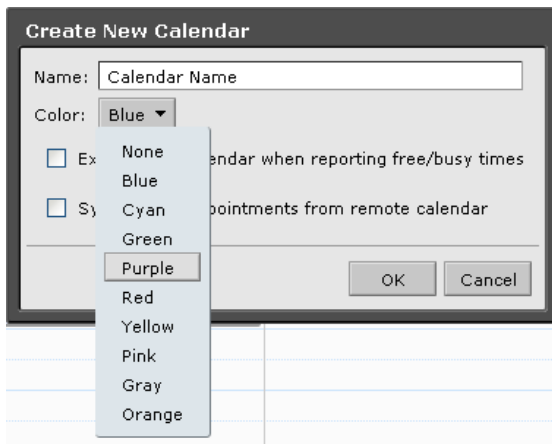 Create New Calendar
Name: Calendar Name
Color: Blue
None
Ex endar when reporting free/busy times
Blue
Sy Cyan pointments from remote calendar
Green
Purple
OK Cancel
Red
Yellow
Pink
Gray
Orange